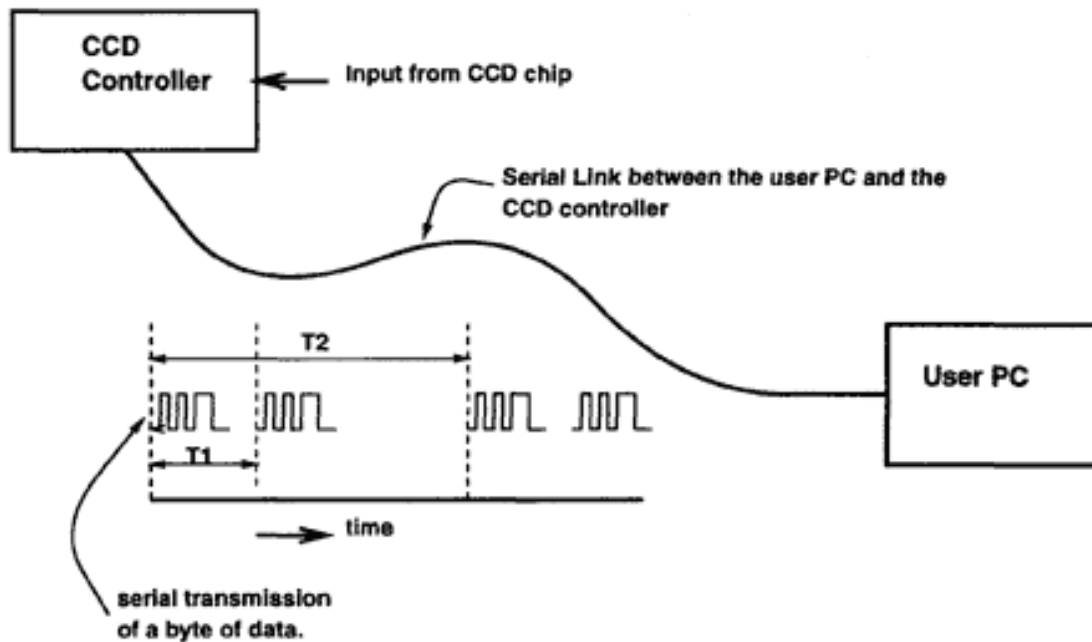 CCD
Controller
Input from CCD chip
Serial Link between the user PC and the
CCD controller
T2
User PC
T1
time
serial transmission
of a byte of data.